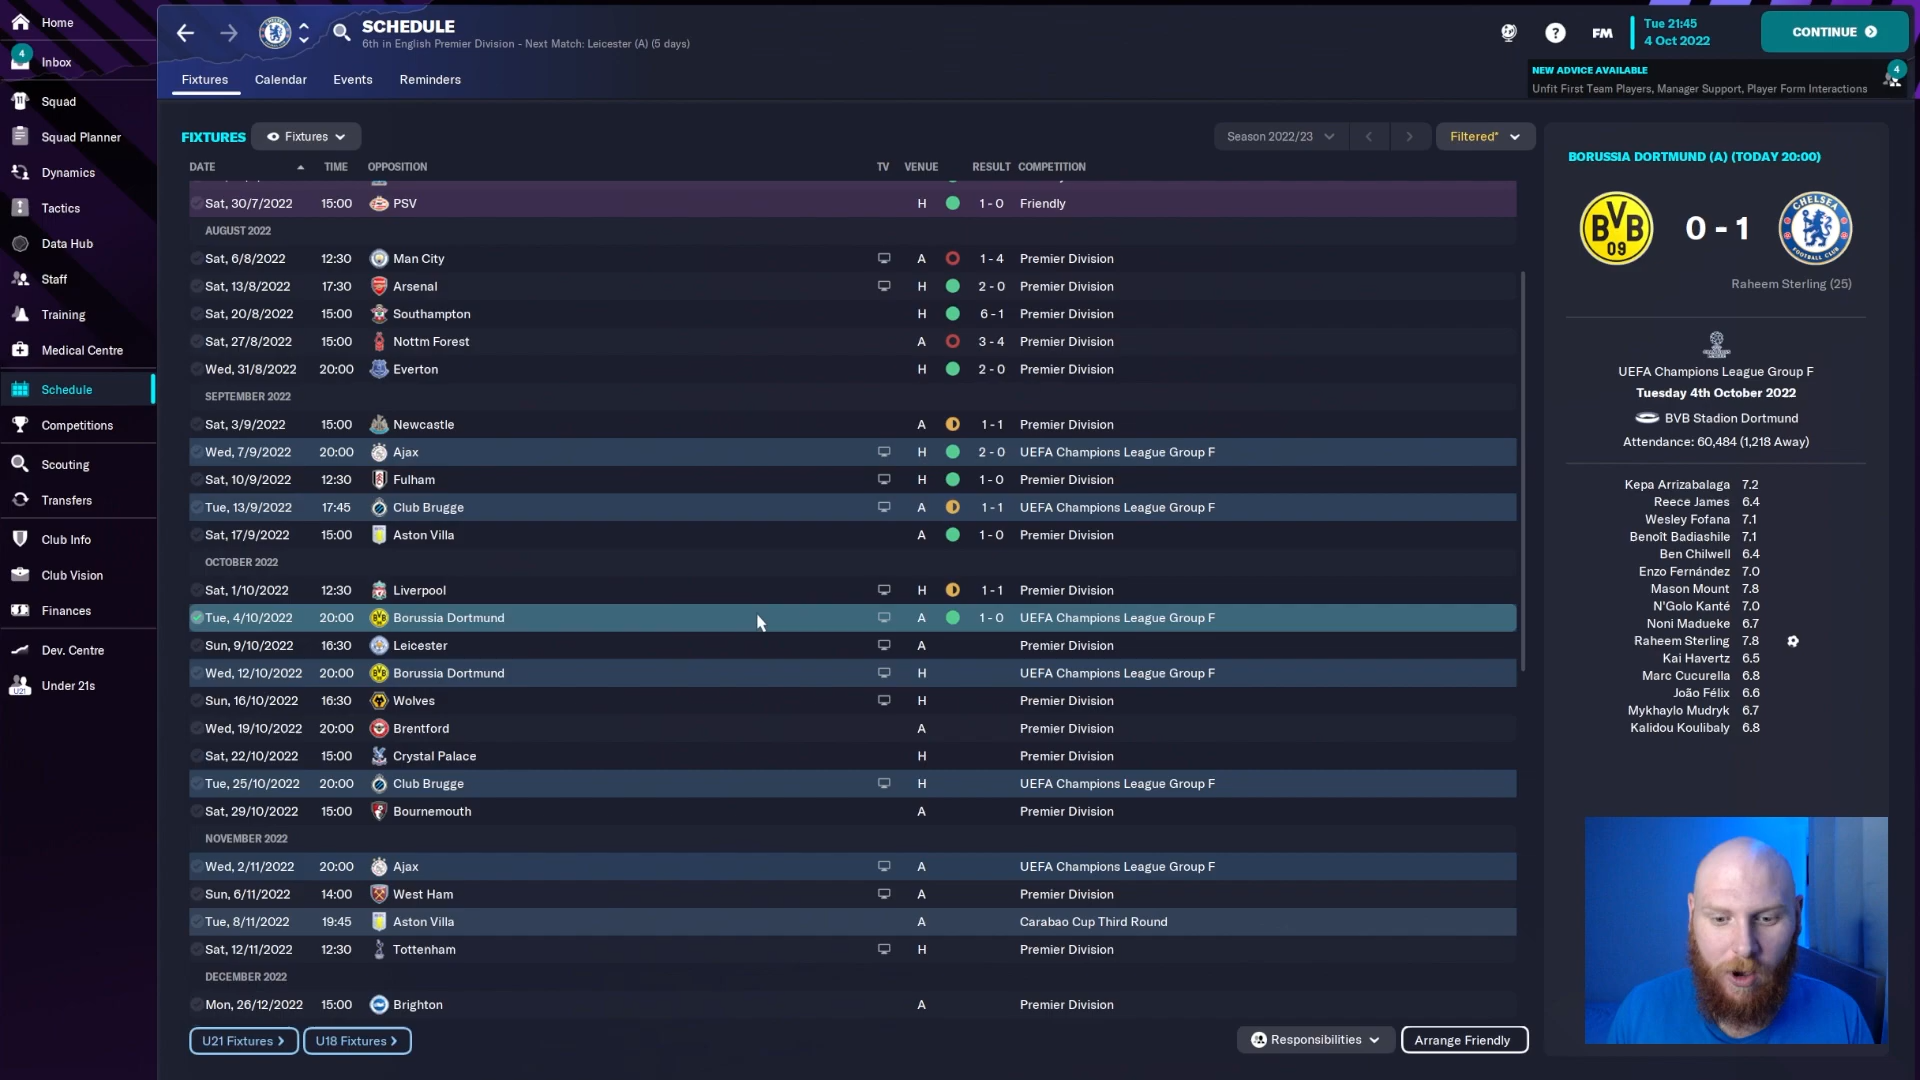 Home
4
Inbox
Squad
Squad Planner
Dynamics
Tactics
Data Hub
Staff
Training
Medical Centre
Schedule
Competitions
Scouting
Transfers
Club Info
Club Vision
Finances
Dev. Centre
U21
Under 21s
SCHEDULE
6th in English Premier Division - Next Match: Leicester (A) (5 days)
Fixtures Calendar Events Reminders
? FM
Tue 21:45
4 Oct 2022
CONTINUE
NEW ADVICE AVAILABLE
Unfit First Team Players, Manager Support, Player Form Interactions
4
FIXTURES Fixtures Season 2022/23 < > Filtered*
DATE TIME OPPOSITION TV VENUE RESULT COMPETITION
Sat, 30/7/2022 15:00 PSV H 1 - 0 Friendly
AUGUST 2022
Sat, 6/8/2022 12:30 Man City A 1 - 4 Premier Division
Sat, 13/8/2022 17:30 Arsenal H 2 - 0 Premier Division
Sat, 20/8/2022 15:00 Southampton H 6 - 1 Premier Division
Sat, 27/8/2022 15:00 Nottm Forest A 3 - 4 Premier Division
Wed, 31/8/2022 20:00 Everton H 2 - 0 Premier Division
SEPTEMBER 2022
Sat, 3/9/2022 15:00 Newcastle A 1 - 1 Premier Division
Wed, 7/9/2022 20:00 Ajax H 2 - 0 UEFA Champions League Group F
Sat, 10/9/2022 12:30 Fulham H 1 - 0 Premier Division
Tue, 13/9/2022 17:45 Club Brugge A 1 - 1 UEFA Champions League Group F
Sat, 17/9/2022 15:00 Aston Villa A 1 - 0 Premier Division
OCTOBER 2022
Sat, 1/10/2022 12:30 Liverpool H 1 - 1 Premier Division
Tue, 4/10/2022 20:00 Borussia Dortmund A 1 - 0 UEFA Champions League Group F
Sun, 9/10/2022 16:30 Leicester A Premier Division
Wed, 12/10/2022 20:00 Borussia Dortmund H UEFA Champions League Group F
Sun, 16/10/2022 16:30 Wolves H Premier Division
Wed, 19/10/2022 20:00 Brentford A Premier Division
Sat, 22/10/2022 15:00 Crystal Palace H Premier Division
Tue, 25/10/2022 20:00 Club Brugge H UEFA Champions League Group F
Sat, 29/10/2022 15:00 Bournemouth A Premier Division
NOVEMBER 2022
Wed, 2/11/2022 20:00 Ajax A UEFA Champions League Group F
Sun, 6/11/2022 14:00 West Ham A Premier Division
Tue, 8/11/2022 19:45 Aston Villa A Carabao Cup Third Round
Sat, 12/11/2022 12:30 Tottenham H Premier Division
DECEMBER 2022
Mon, 26/12/2022 15:00 Brighton A Premier Division
U21 Fixtures > U18 Fixtures > Responsibilities Arrange Friendly
BORUSSIA DORTMUND (A) (TODAY 20:00)
BVB 09 0 - 1 CHELSEA FOOTBALL CLUB
Raheem Sterling (25)
UEFA Champions League Group F
Tuesday 4th October 2022
BVB Stadion Dortmund
Attendance: 60,484 (1,218 Away)
Kepa Arrizabalaga 7.2
Reece James 6.4
Wesley Fofana 7.1
Benoît Badiashile 7.1
Ben Chilwell 6.4
Enzo Fernández 7.0
Mason Mount 7.8
N'Golo Kanté 7.0
Noni Madueke 6.7
Raheem Sterling 7.8
Kai Havertz 6.5
Marc Cucurella 6.8
João Félix 6.6
Mykhaylo Mudryk 6.7
Kalidou Koulibaly 6.8